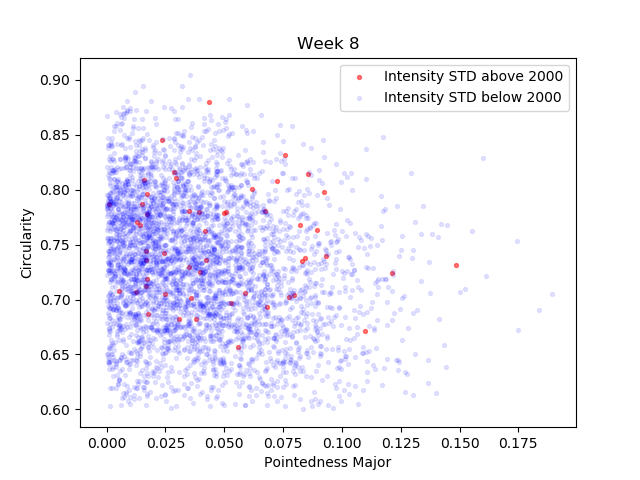 Week 8
Intensity STD above 2000
Intensity STD below 2000
Circularity
0.90
0.85
0.80
0.75
0.70
0.65
0.60
0.000 0.025 0.050 0.075 0.100 0.125 0.150 0.175
Pointedness Major